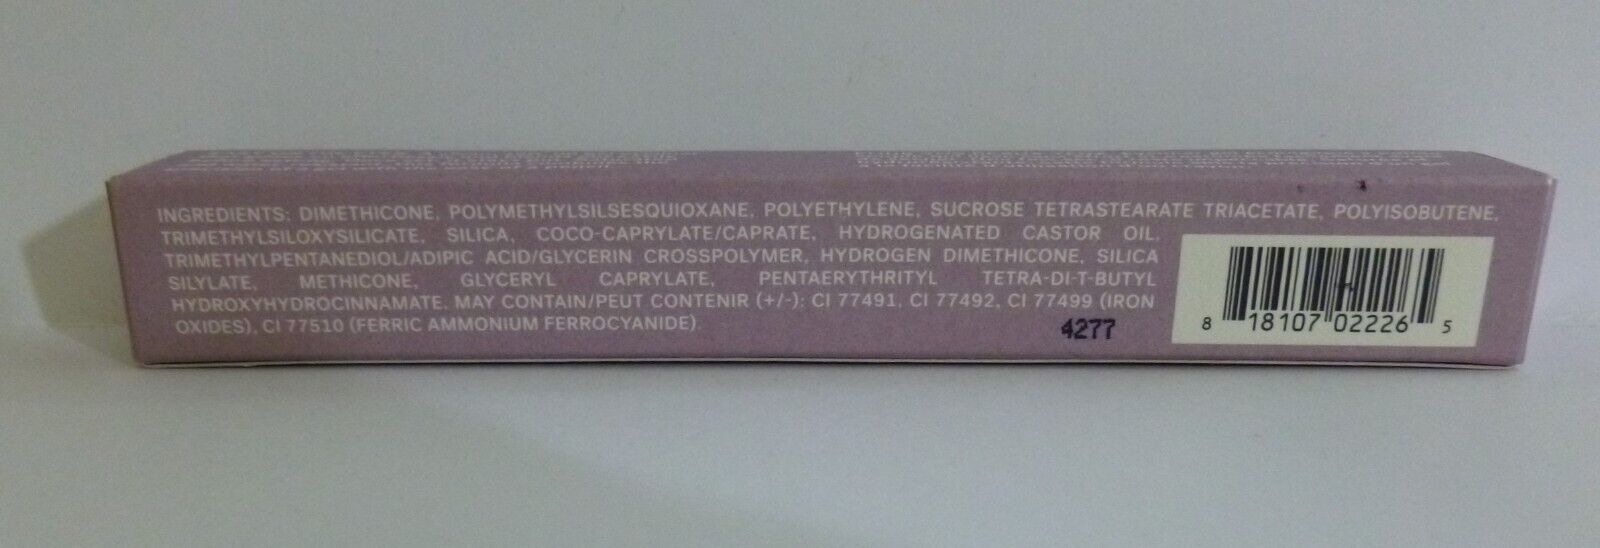 INGREDIENTS: DIMETHICONE, POLYMETHYLSILSESQUIOXANE, POLYETHYLENE, SUCROSE TETRASTEARATE TRIACETATE, POLYISOBUTENE,
TRIMETHYLSILOXYSILICATE, SILICA, COCO-CAPRYLATE/CAPRATE, HYDROGENATED CASTOR OIL,
TRIMETHYLPENTANEDIOL/ADIPIC ACID/GLYCERIN CROSSPOLYMER, HYDROGEN DIMETHICONE, SILICA
SILYLATE, METHICONE, GLYCERYL CAPRYLATE, PENTAERYTHRITYL TETRA-DI-T-BUTYL
HYDROXYHYDROCINNAMATE. MAY CONTAIN/PEUT CONTENIR (+/-): CI 77491, CI 77492, CI 77499 (IRON
OXIDES), CI 77510 (FERRIC AMMONIUM FERROCYANIDE).
4277
8 18107 02226 5